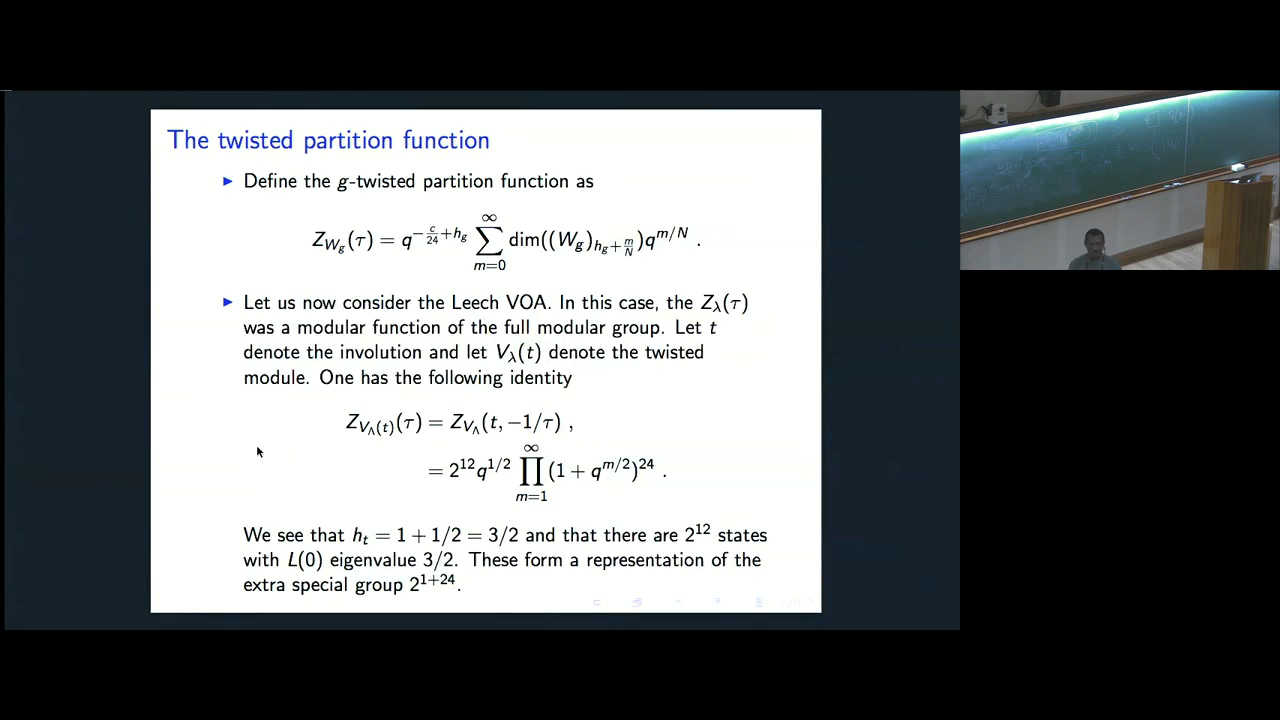 The twisted partition function
▶ Define the g-twisted partition function as
Z_{W_g}(τ) = q^{-\frac{c}{24}+h_g} \sum_{m=0}^{∞} dim((W_g)_{h_g+\frac{m}{N}}) q^{m/N} .
▶ Let us now consider the Leech VOA. In this case, the Z_λ(τ)
was a modular function of the full modular group. Let t
denote the involution and let V_λ(t) denote the twisted
module. One has the following identity
Z_{V_Λ(t)}(τ) = Z_{V_Λ}(t, −1/τ) ,
= 2^{12} q^{1/2} \prod_{m=1}^{∞} (1 + q^{m/2})^{24} .
We see that h_t = 1 + 1/2 = 3/2 and that there are 2^{12} states
with L(0) eigenvalue 3/2. These form a representation of the
extra special group 2^{1+24}.